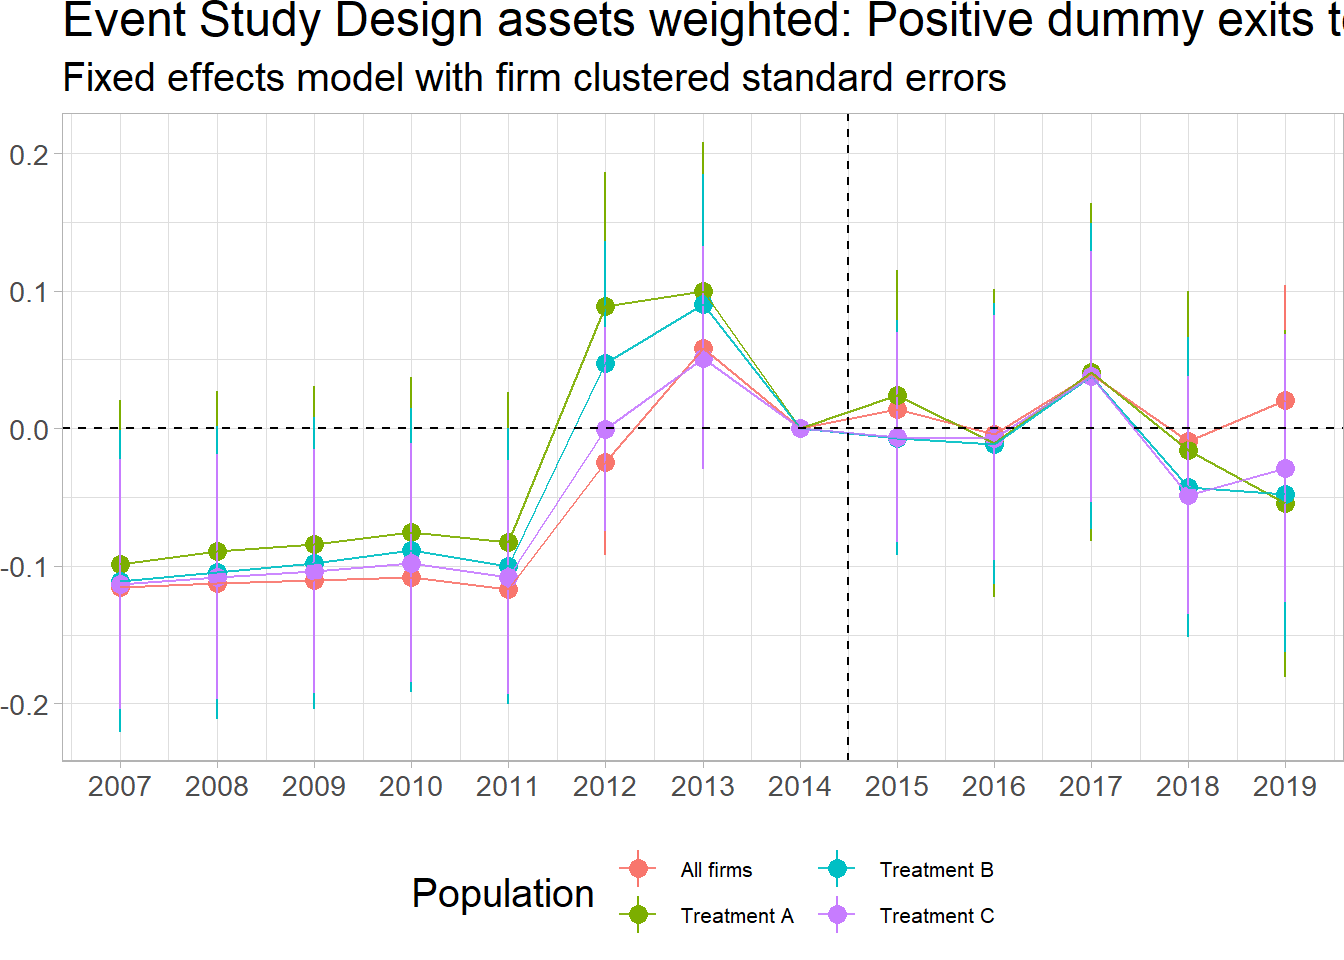 Event Study Design assets weighted: Positive dummy exits
Fixed effects model with firm clustered standard errors
0.2
0.1
0.0
-0.1
-0.2
2007 2008 2009 2010 2011 2012 2013 2014 2015 2016 2017 2018 2019
Population
All firms
Treatment A
Treatment B
Treatment C